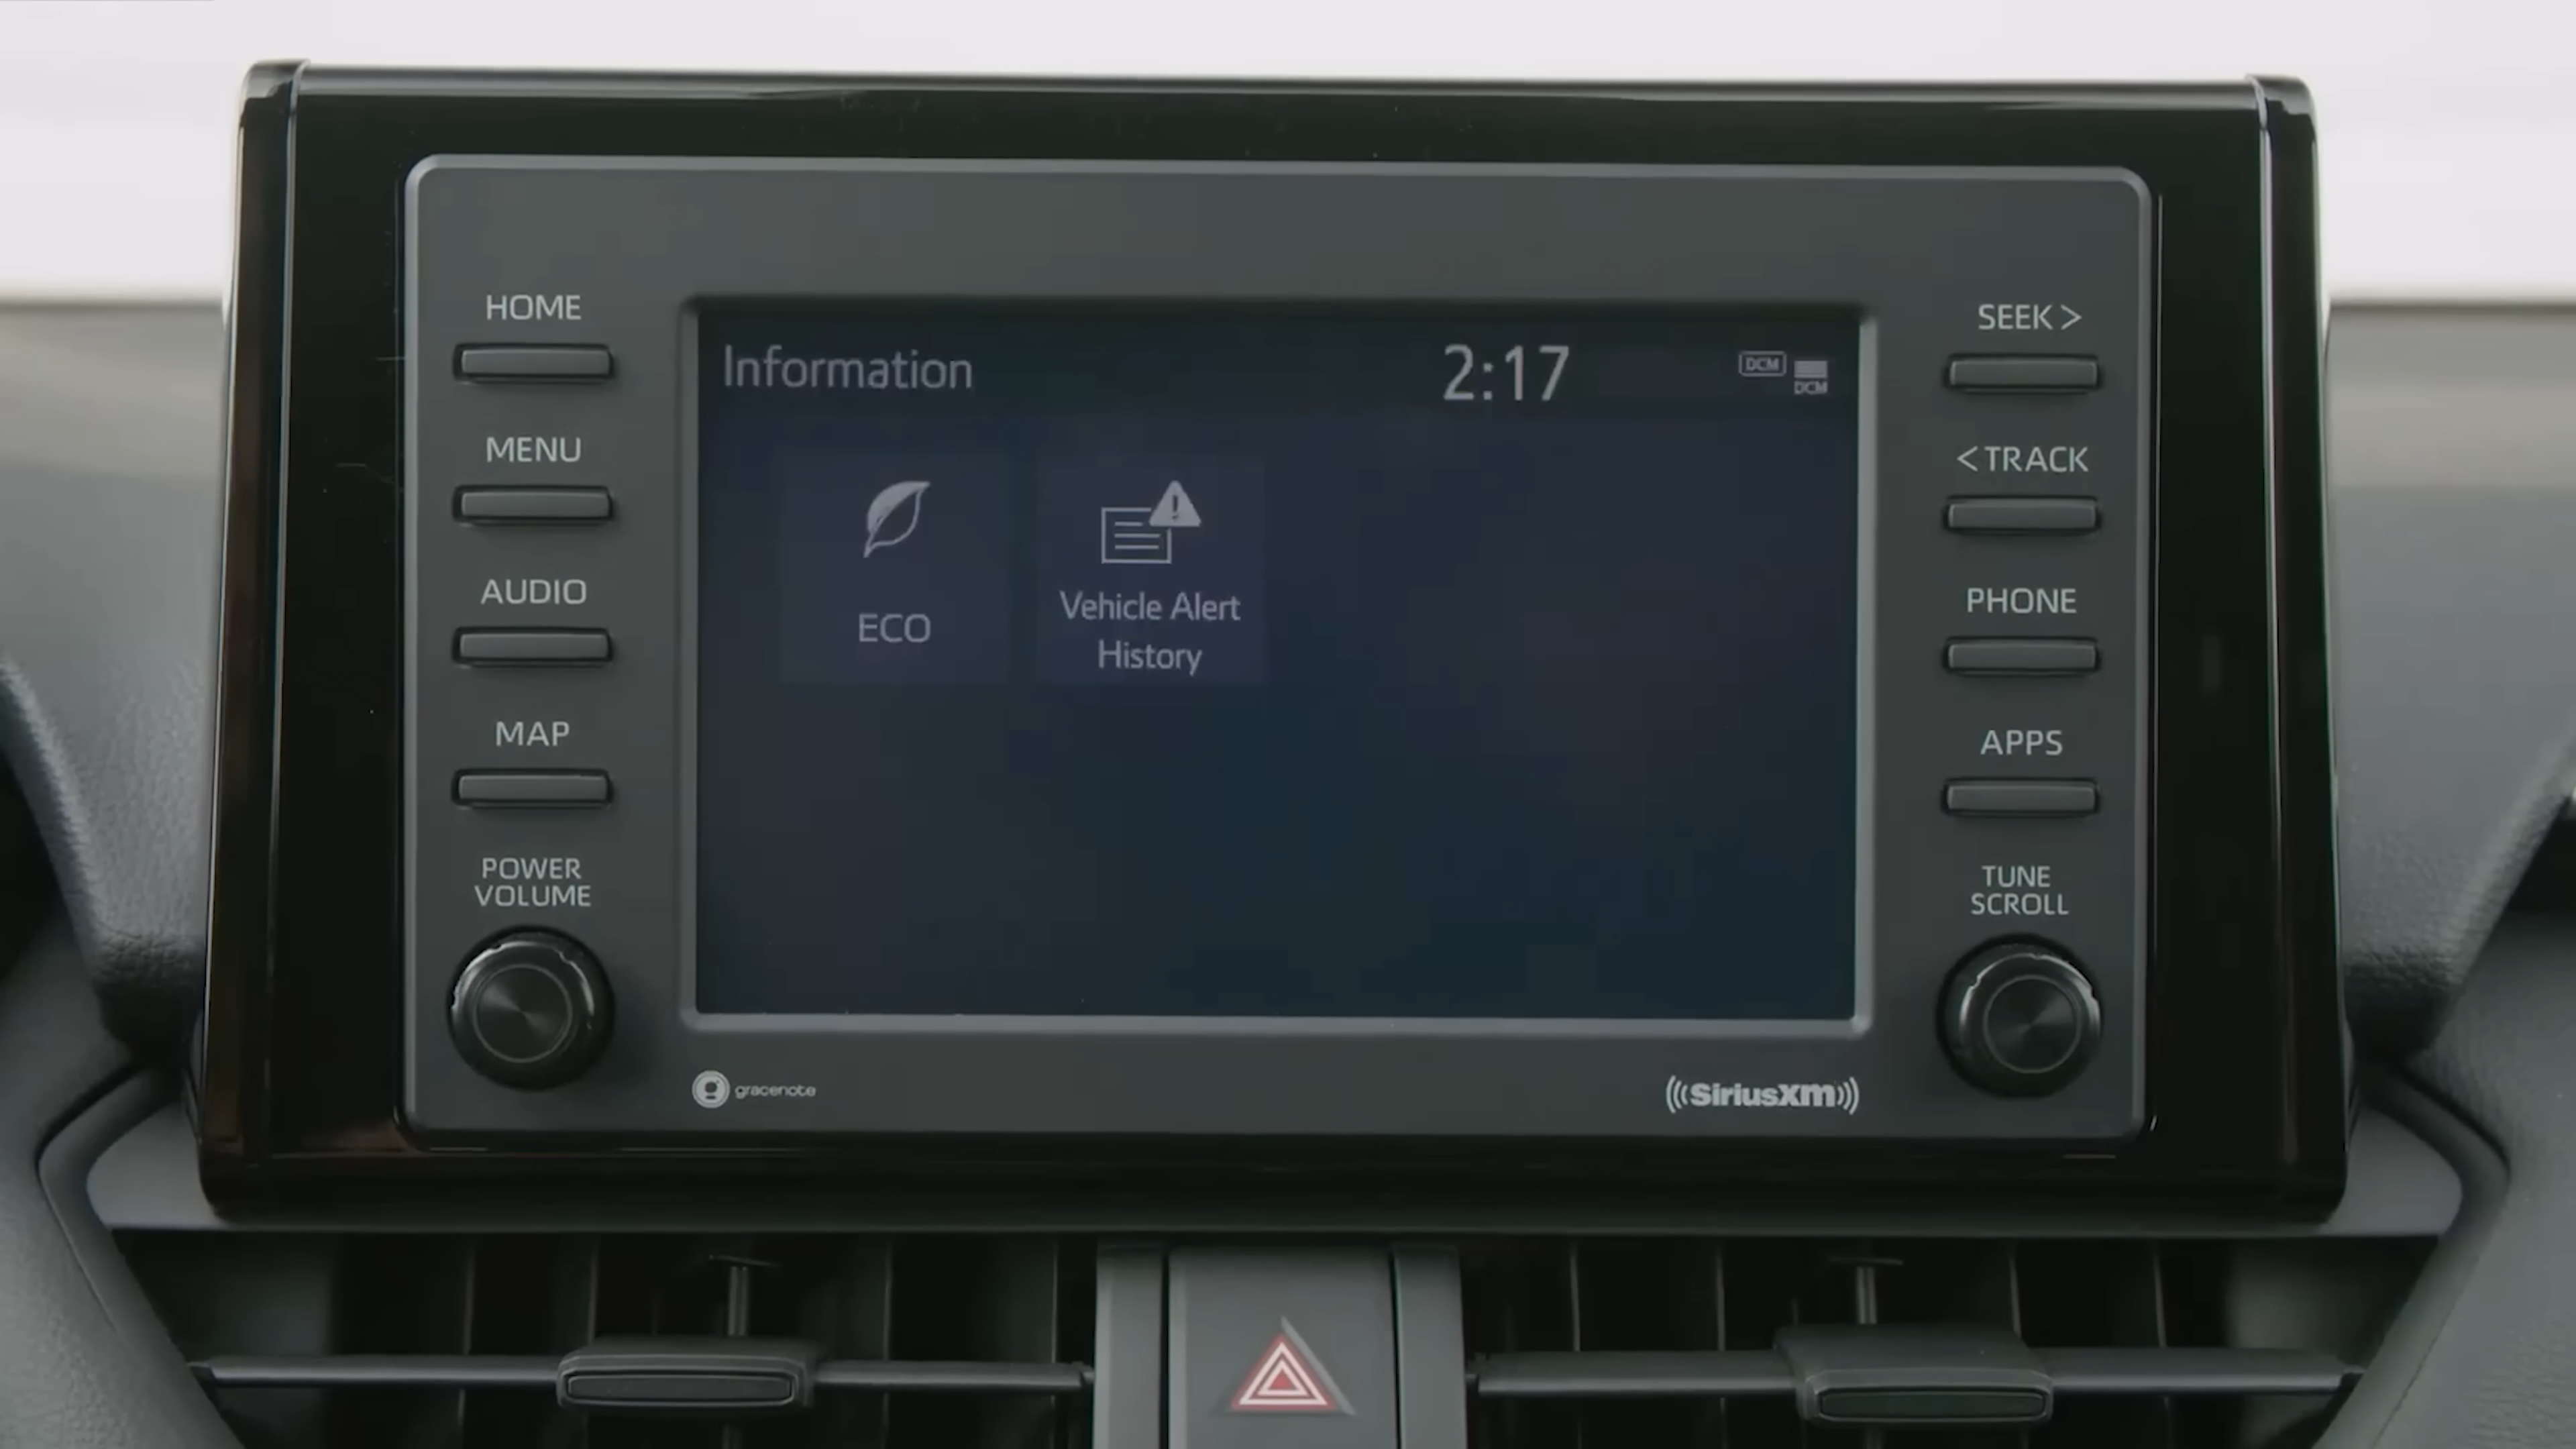 HOME
MENU
AUDIO
MAP
POWER
VOLUME
Information
2:17
DCM
DCM
ECO
Vehicle Alert
History
SEEK >
< TRACK
PHONE
APPS
TUNE
SCROLL
gracenote
SiriusXM